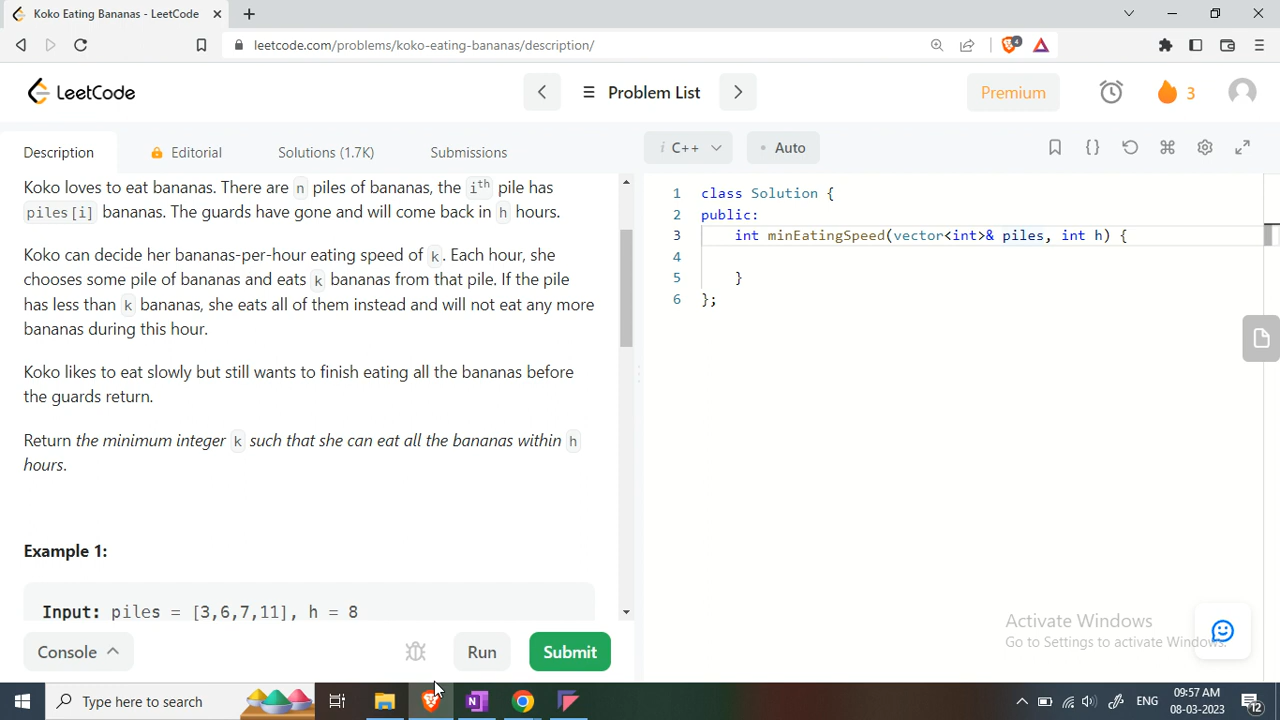 Koko Eating Bananas - LeetCode
leetcode.com/problems/koko-eating-bananas/description/
4
LeetCode
Problem List
Premium
3
Description
Editorial
Solutions (1.7K)
Submissions
i C++
Auto
Koko loves to eat bananas. There are n piles of bananas, the ith pile has
piles[i] bananas. The guards have gone and will come back in h hours.
Koko can decide her bananas-per-hour eating speed of k. Each hour, she
chooses some pile of bananas and eats k bananas from that pile. If the pile
has less than k bananas, she eats all of them instead and will not eat any more
bananas during this hour.
Koko likes to eat slowly but still wants to finish eating all the bananas before
the guards return.
Return the minimum integer k such that she can eat all the bananas within h
hours.
Example 1:
Input: piles = [3,6,7,11], h = 8
1 class Solution {
2 public:
3 int minEatingSpeed(vector<int>& piles, int h) {
4
5 }
6 };
Console
Run
Submit
Activate Windows
Go to Settings to activate Windows.
Type here to search
ENG
09:57 AM
08-03-2023
12